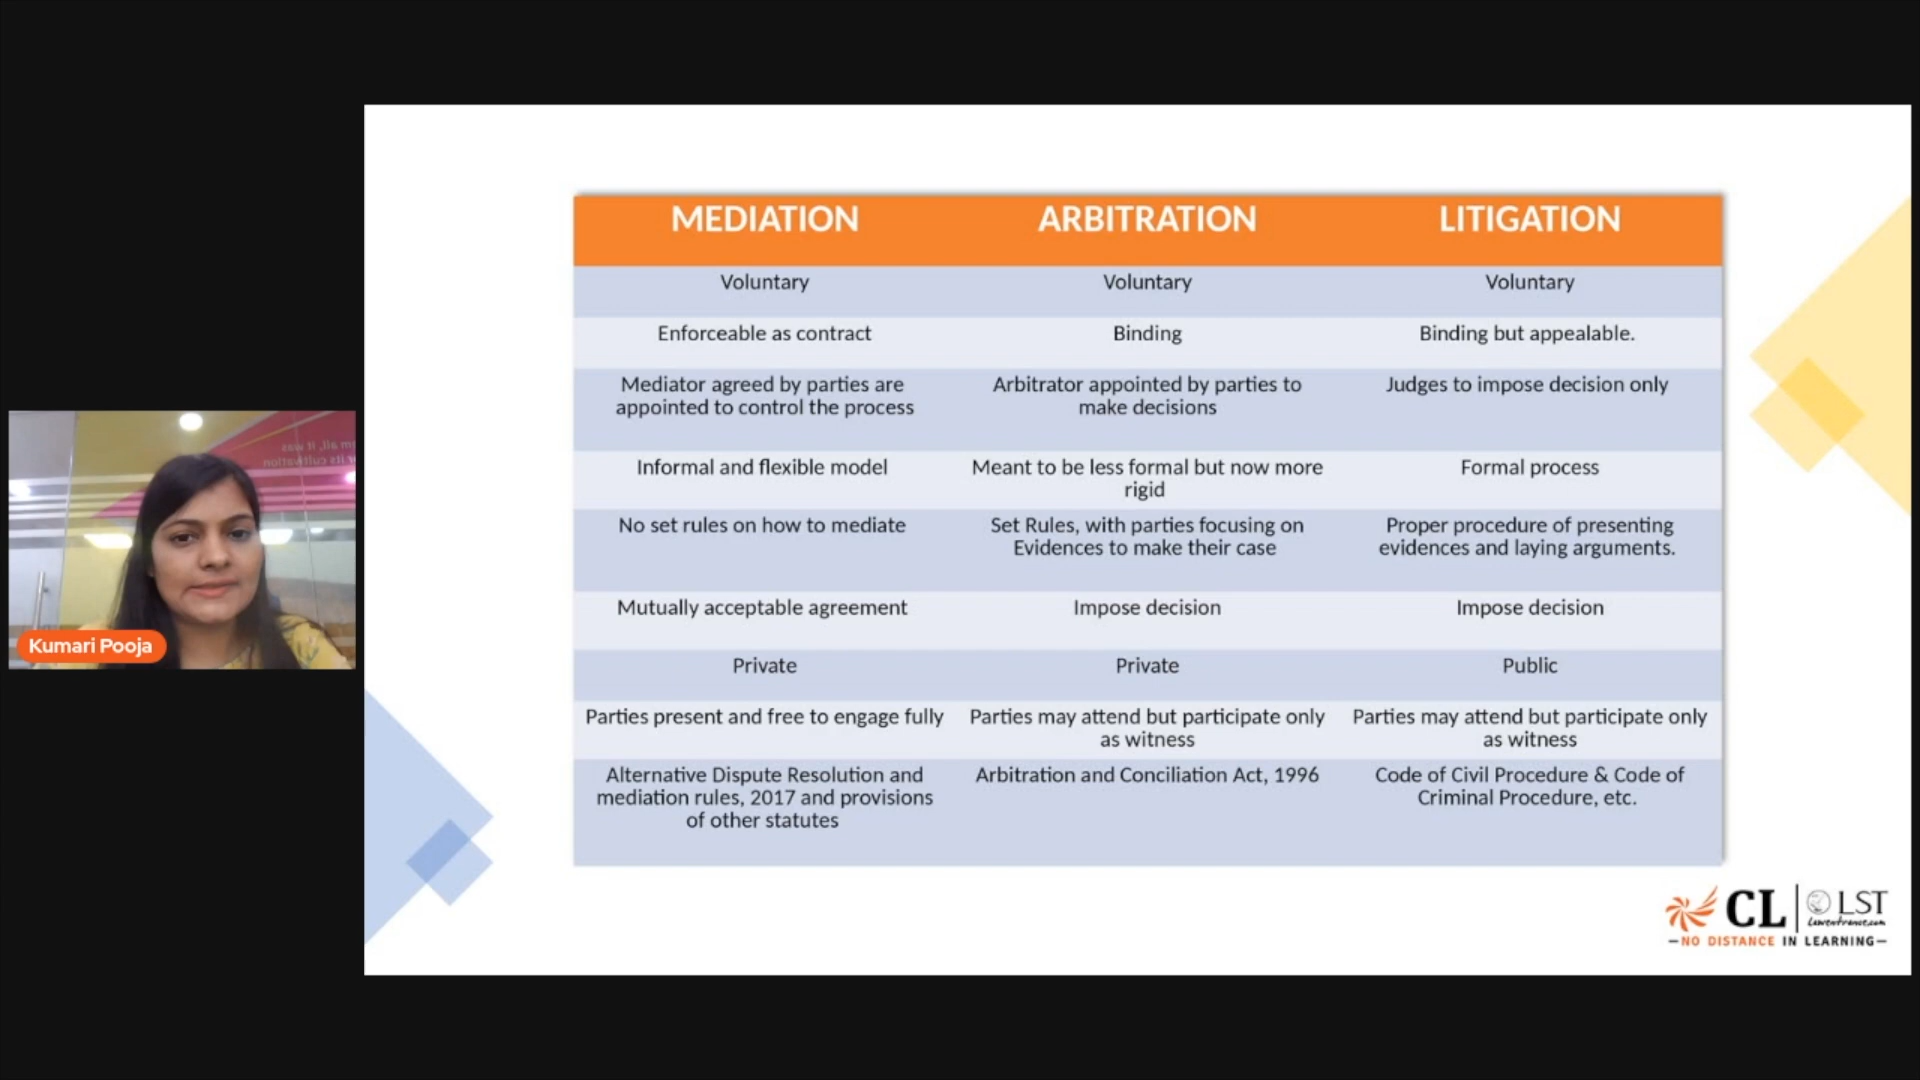 MEDIATION ARBITRATION LITIGATION
Voluntary Voluntary Voluntary
Enforceable as contract Binding Binding but appealable.
Mediator agreed by parties are
appointed to control the process
Arbitrator appointed by parties to
make decisions
Judges to impose decision only
Informal and flexible model
Meant to be less formal but now more
rigid
Formal process
No set rules on how to mediate
Set Rules, with parties focusing on
Evidences to make their case
Proper procedure of presenting
evidences and laying arguments.
Mutually acceptable agreement Impose decision Impose decision
Private Private Public
Parties present and free to engage fully
Parties may attend but participate only
as witness
Parties may attend but participate only
as witness
Alternative Dispute Resolution and
mediation rules, 2017 and provisions
of other statutes
Arbitration and Conciliation Act, 1996
Code of Civil Procedure & Code of
Criminal Procedure, etc.
Kumari Pooja
CL LST
Lawentrance.com
NO DISTANCE IN LEARNING